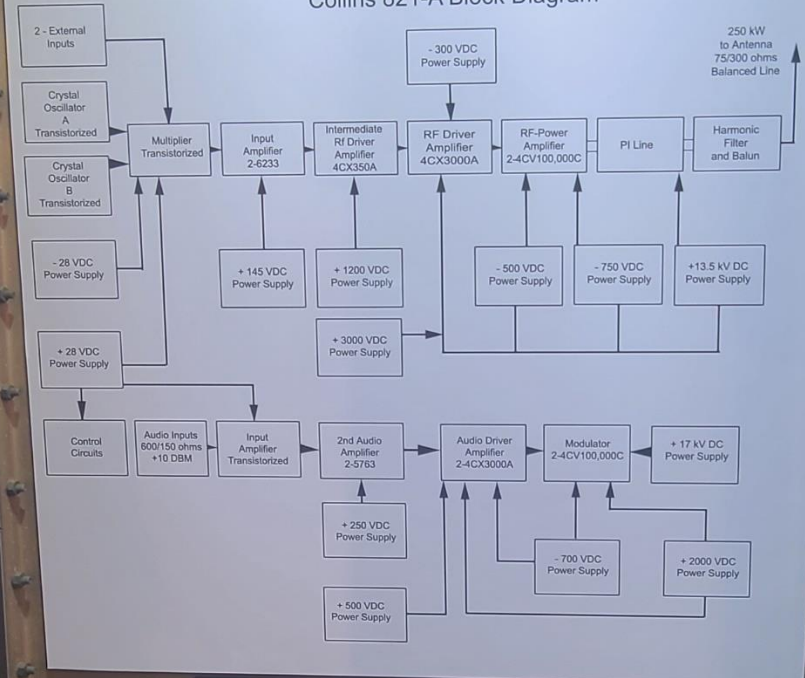 Collins 821-A Block Diagram
2 - External
Inputs
- 300 VDC
Power Supply
250 kW
to Antenna
75/300 ohms
Balanced Line
Crystal
Oscillator
A
Transistorized
Multiplier
Transistorized
Input
Amplifier
2-6233
Intermediate
Rf Driver
Amplifier
4CX350A
RF Driver
Amplifier
4CX3000A
RF-Power
Amplifier
2-4CV100,000C
PI Line
Harmonic
Filter
and Balun
Crystal
Oscillator
B
Transistorized
- 28 VDC
Power Supply
+ 145 VDC
Power Supply
+ 1200 VDC
Power Supply
- 500 VDC
Power Supply
- 750 VDC
Power Supply
+13.5 kV DC
Power Supply
+ 3000 VDC
Power Supply
+ 28 VDC
Power Supply
Control
Circuits
Audio Inputs
600/150 ohms
+10 DBM
Input
Amplifier
Transistorized
2nd Audio
Amplifier
2-5763
Audio Driver
Amplifier
2-4CX3000A
Modulator
2-4CV100,000C
+ 17 kV DC
Power Supply
+ 250 VDC
Power Supply
- 700 VDC
Power Supply
+ 2000 VDC
Power Supply
+ 500 VDC
Power Supply